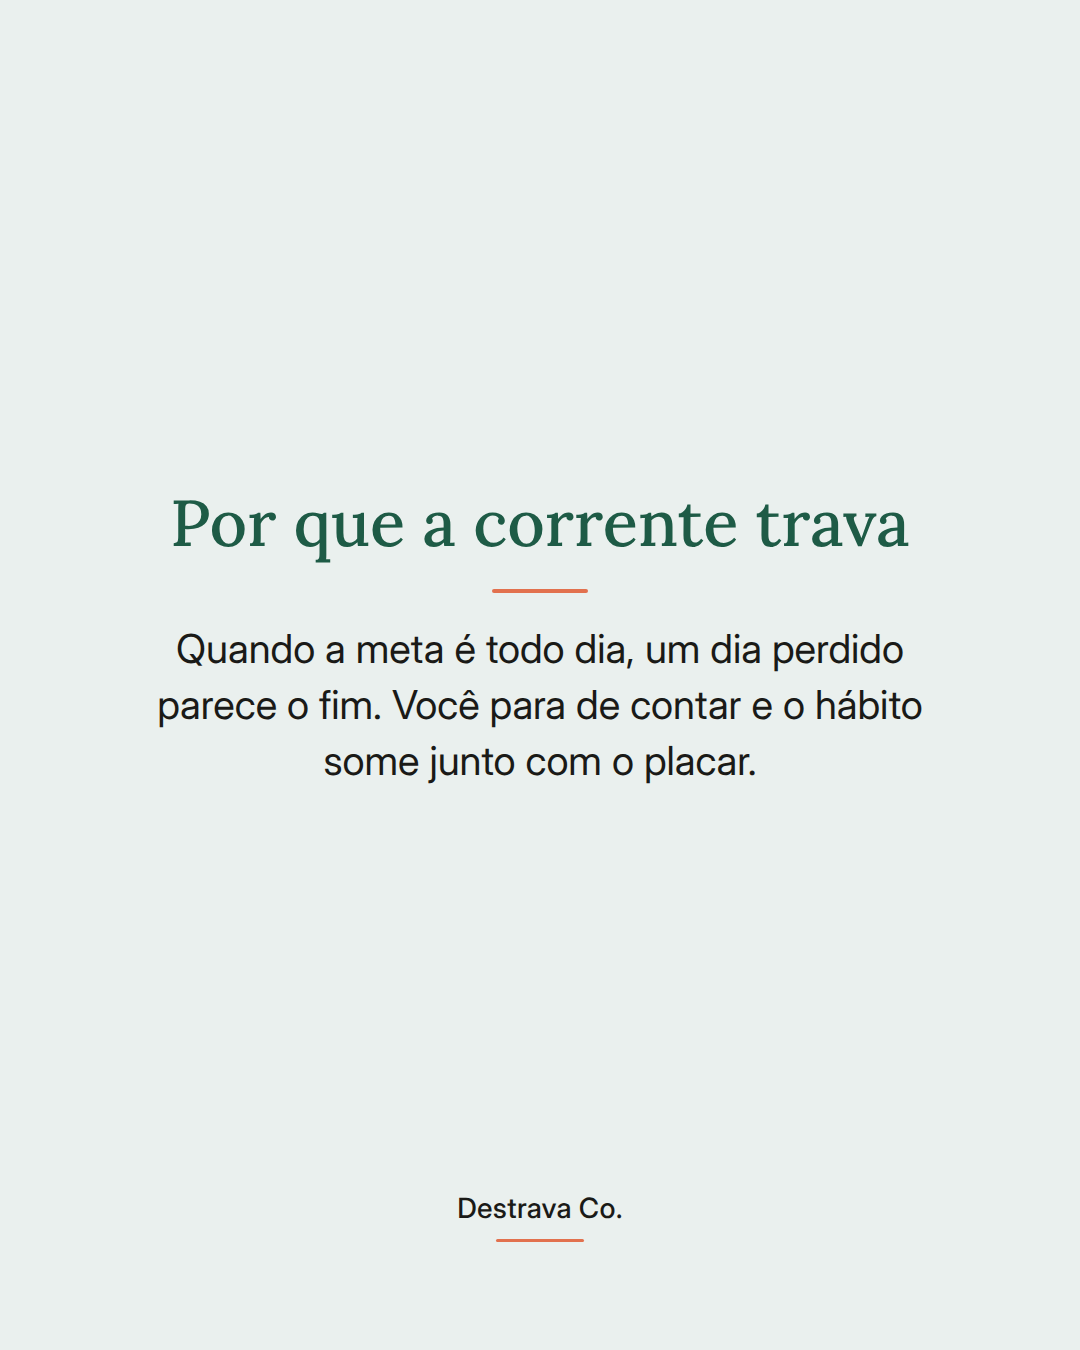 Por que a corrente trava
Quando a meta é todo dia, um dia perdido
parece o fim. Você para de contar e o hábito
some junto com o placar.
Destrava Co.